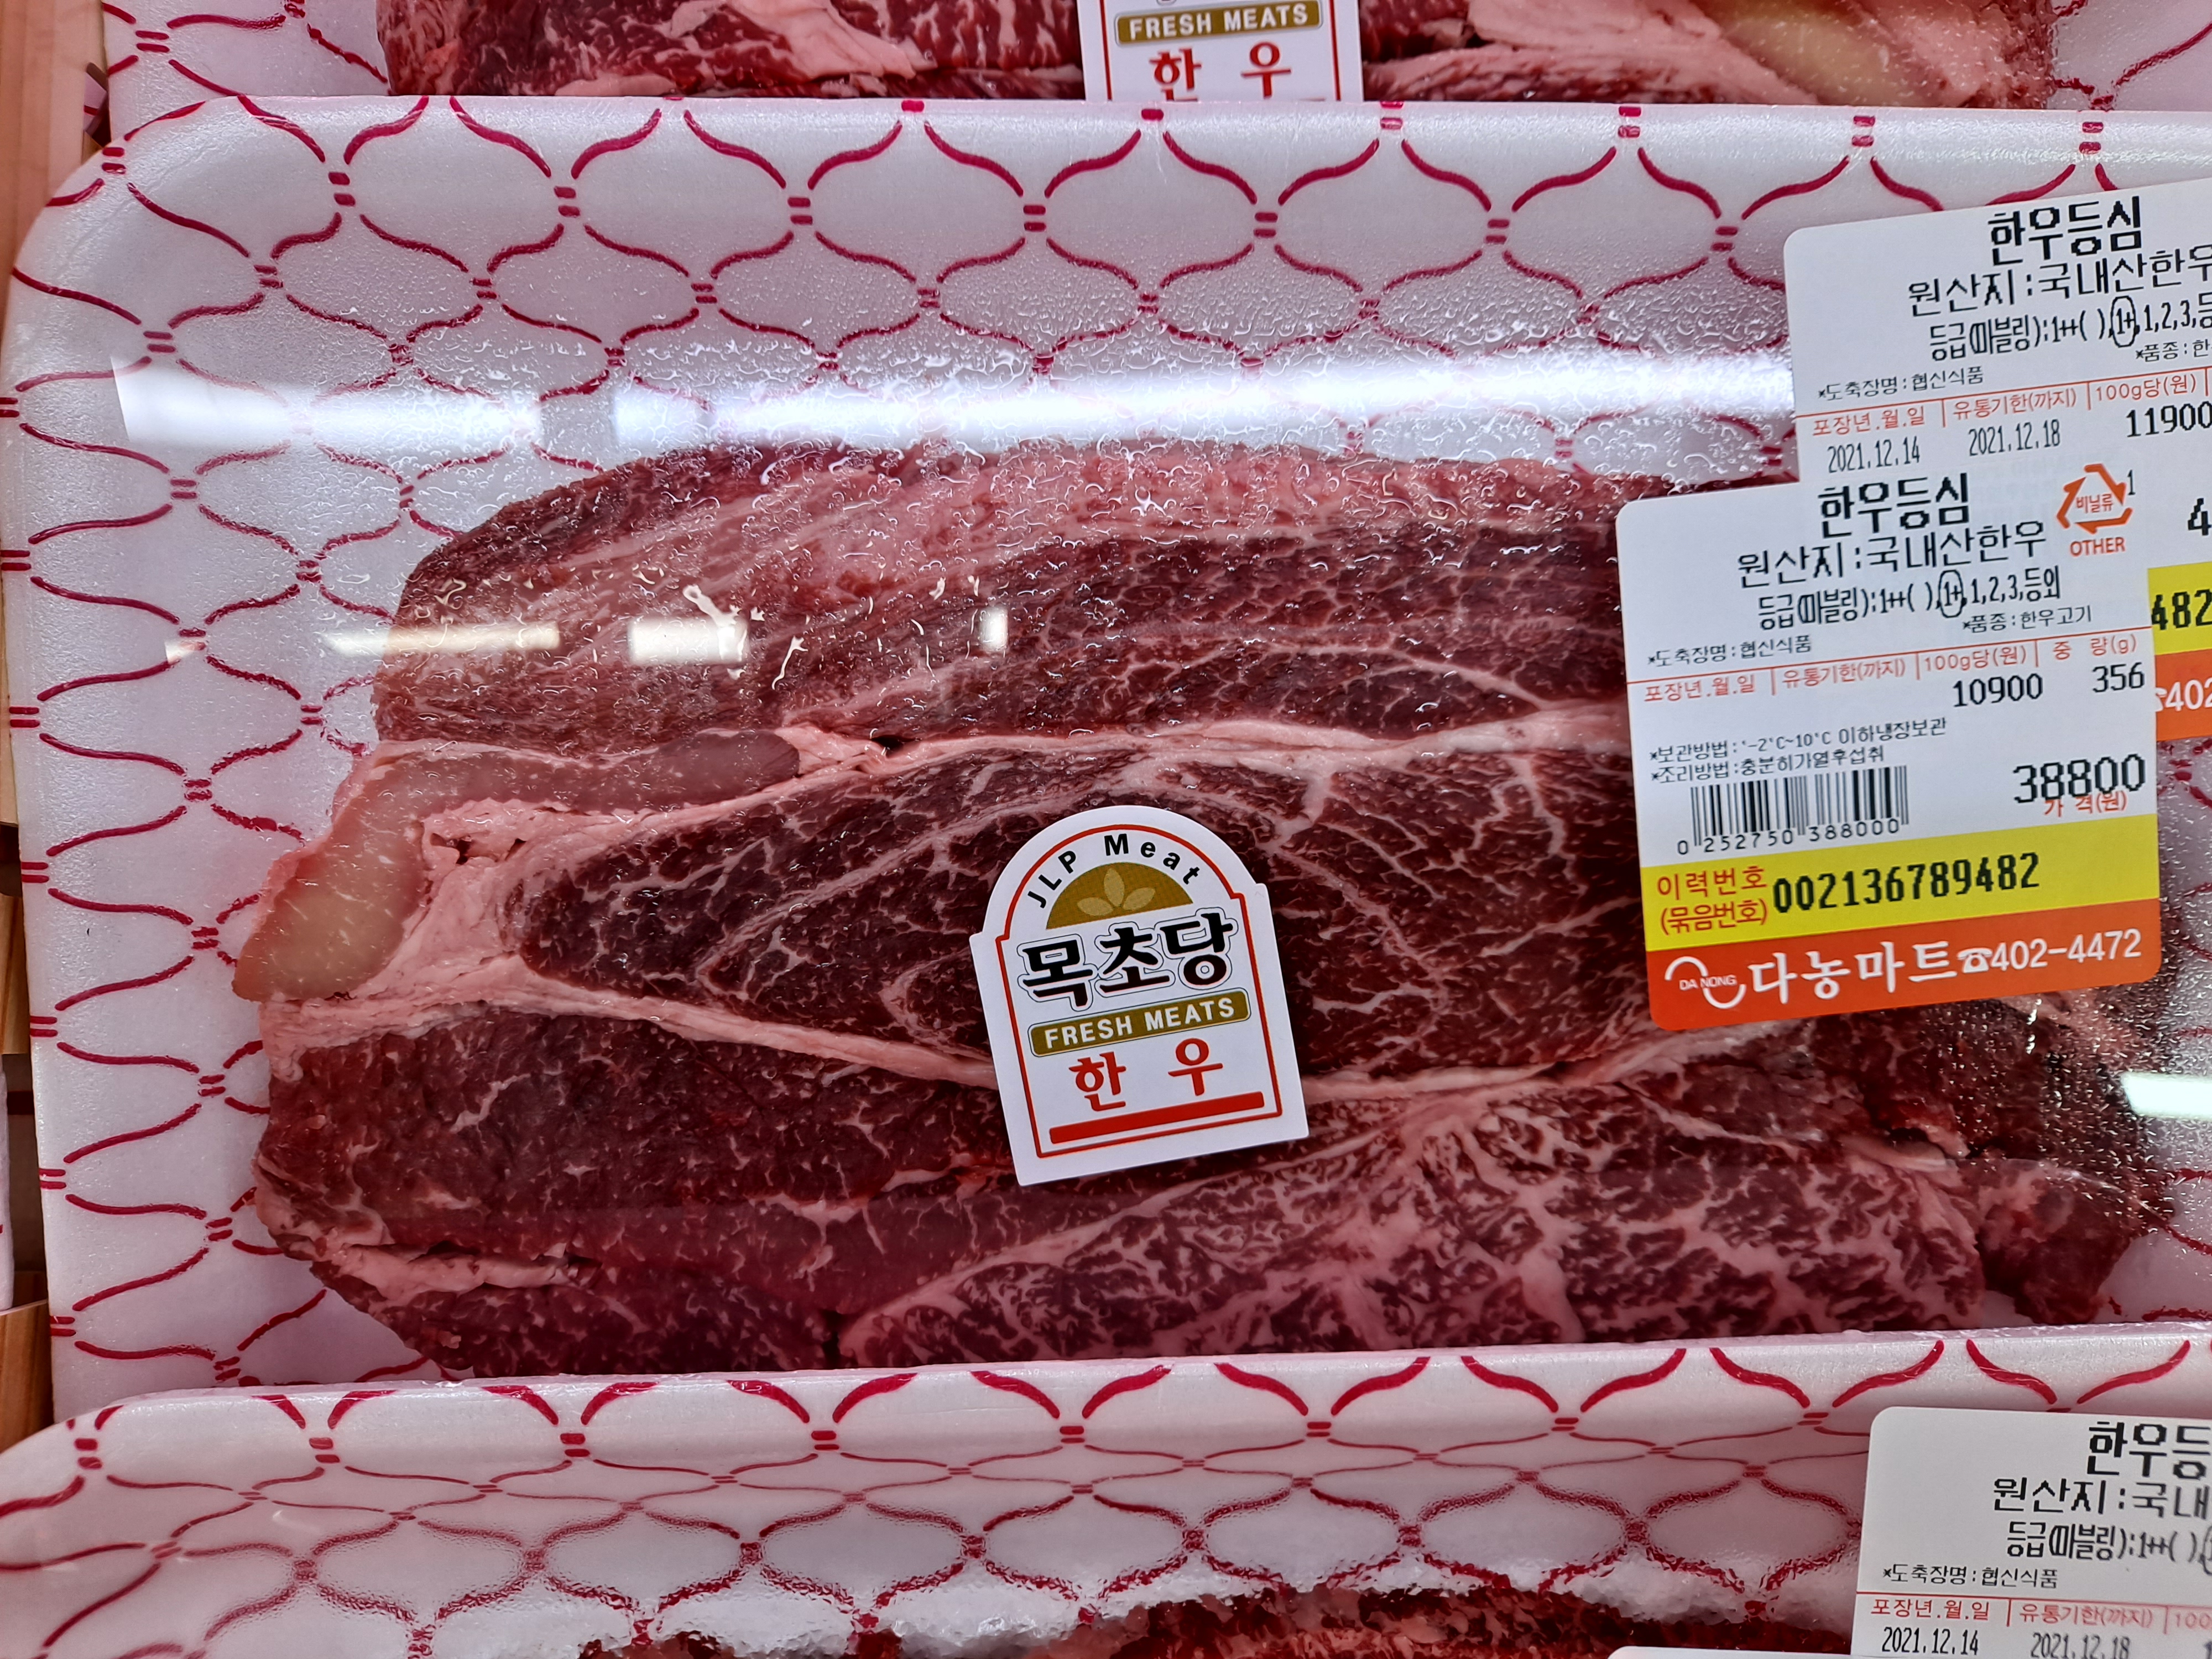 FRESH MEATS
한우
한우등심
원산지:국내산한우
등급(마블링):1++( ),1+,1,2,3,등
*품종:한
*도축장명:협신식품
포장년.월.일 유통기한(까지) 100g당(원)
2021.12.14 2021.12.18 11900
482
402
한우등심
비닐류
OTHER
원산지:국내산한우
등급(마블링):1++( ),1+,1,2,3,등외
*품종:한우고기
*도축장명:협신식품
포장년.월.일 유통기한(까지) 100g당(원) 중 량(g)
10900 356
*보관방법:'-2°C~10°C 이하냉장보관
*조리방법:충분히가열후섭취
38800
가 격(원)
0 252750 388000
이력번호
(묶음번호)
002136789482
DA NONG 다농마트☎402-4472
JLP Meat
목초당
FRESH MEATS
한우
한우등
원산지:국내
등급(마블링):1++( )
*도축장명:협신식품
포장년.월.일 유통기한(까지) 100
2021.12.14 2021.12.18